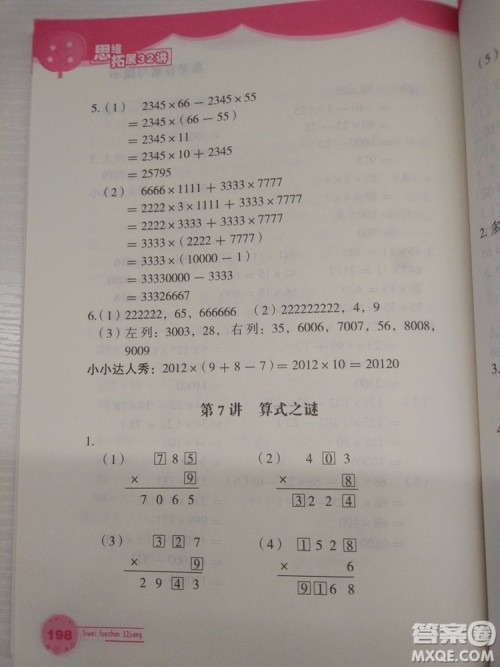 思维
拓展32讲
5.(1) 2345×66－2345×55
＝2345×(66－55)
＝2345×11
＝2345×10＋2345
＝25795
(2) 6666×1111＋3333×7777
＝2222×3×1111＋3333×7777
＝2222×3333＋3333×7777
＝3333×(2222＋7777)
＝3333×(10000－1)
＝33330000－3333
＝33326667
6.(1) 222222，65，666666 (2) 222222222，4，9
(3) 左列：3003，28，右列：35，6006，7007，56，8008，
9009
小小达人秀：2012×(9＋8－7)＝2012×10＝20120
第7讲 算式之谜
1.
(1) 7 8 5 (2) 4 0 3
× 9 × 8
7 0 6 5 3 2 2 4
(3) 3 2 7 (4) 1 5 2 8
× 9 × 6
2 9 4 3 9 1 6 8
198
siwei tuozhan 32jiang
(5)
2.多
3.
答案圈
MXQE.COM